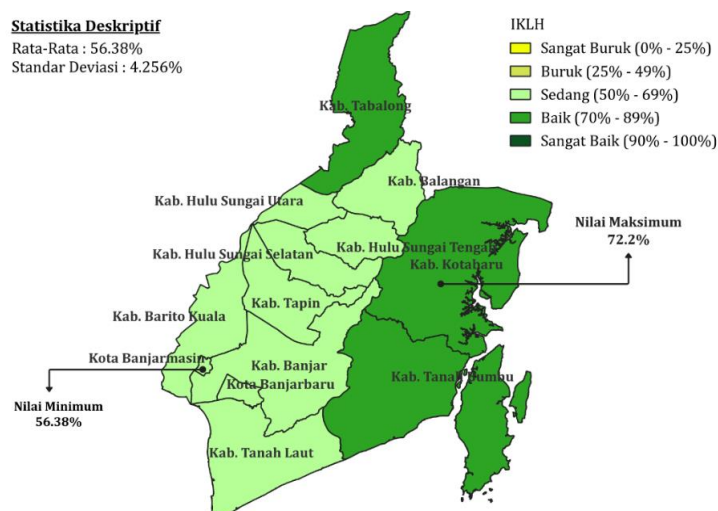 Statistika Deskriptif
Rata-Rata : 56.38%
Standar Deviasi : 4.256%
IKLH
Sangat Buruk (0% - 25%)
Buruk (25% - 49%)
Sedang (50% - 69%)
Baik (70% - 89%)
Sangat Baik (90% - 100%)
Kab. Tabalong
Kab. Balangan
Kab. Hulu Sungai Utara
Nilai Maksimum
72.2%
Kab. Hulu Sungai Selatan
Kab. Hulu Sungai Tengah
Kab. Kotabaru
Kab. Tapin
Kab. Barito Kuala
Kota Banjarmasin
Kab. Banjar
Kota Banjarbaru
Kab. Tanah Bumbu
Nilai Minimum
56.38%
Kab. Tanah Laut